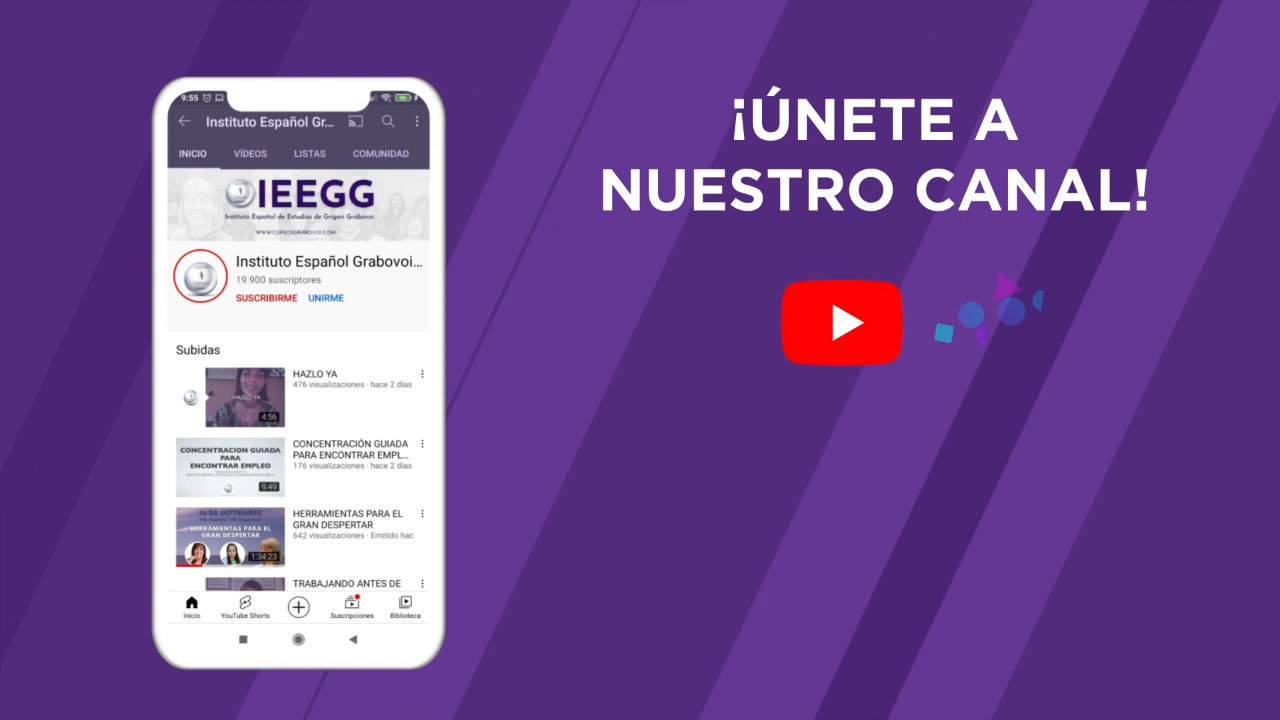 9:55
Instituto Español Gr...
INICIO VÍDEOS LISTAS COMUNIDAD
IEEGG
Instituto Español de Estudios de Grigori Grabovoi
WWW.CURSOSGRABOVOI.COM
Instituto Español Grabovoi...
19.900 suscriptores
SUSCRIBIRME UNIRME
Subidas
HAZLO YA
4:56
HAZLO YA
476 visualizaciones · hace 2 días
CONCENTRACION GUIADA
PARA
ENCONTRAR EMPLEO
9:49
CONCENTRACIÓN GUIADA
PARA ENCONTRAR EMPL...
176 visualizaciones · hace 2 días
30 DE SEPTIEMBRE
HERRAMIENTAS PARA EL
GRAN DESPERTAR
1:34:23
HERRAMIENTAS PARA EL
GRAN DESPERTAR
642 visualizaciones · Emitido hac
TRABAJANDO ANTES DE
Inicio YouTube Shorts Suscripciones Biblioteca
¡ÚNETE A
NUESTRO CANAL!